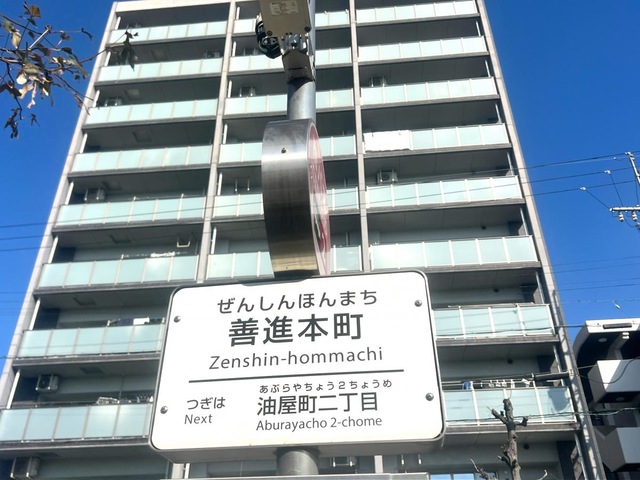 ぜんしんほんまち
善進本町
Zenshin-hommachi
つぎは
Next
あぶらやちょう2ちょうめ
油屋町二丁目
Aburayacho 2-chome